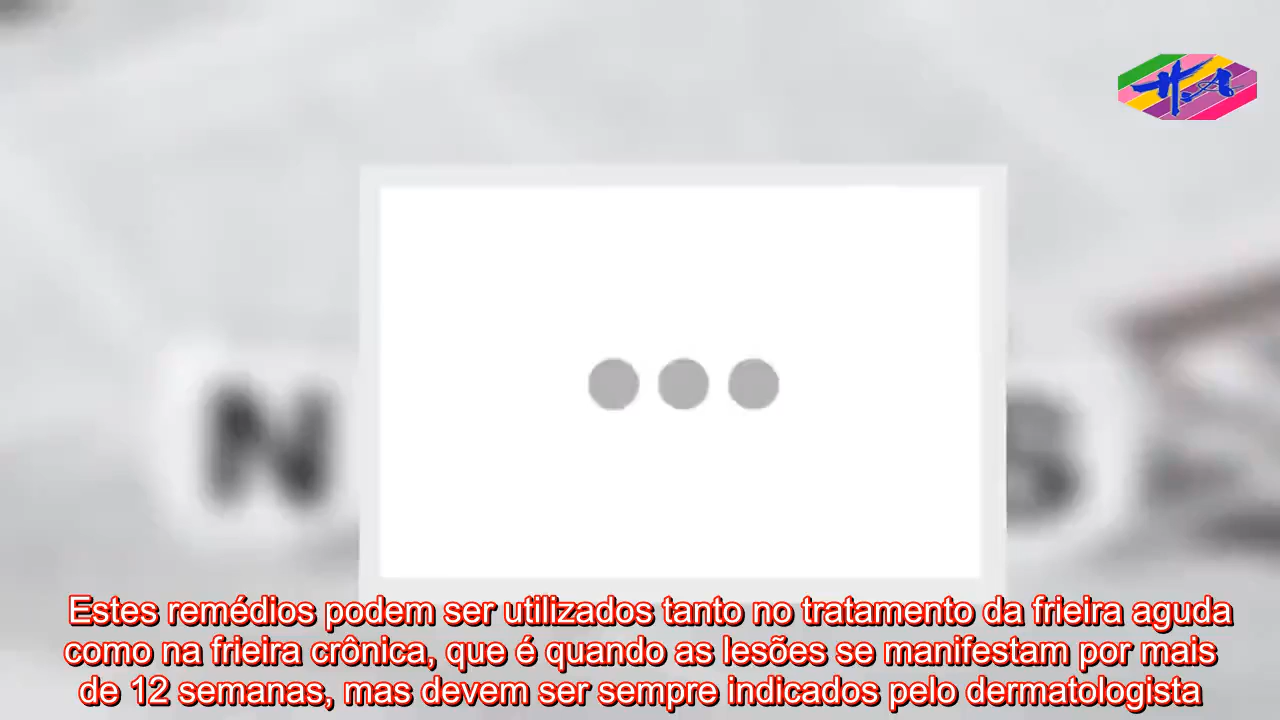 H.A
N
S
Estes remédios podem ser utilizados tanto no tratamento da frieira aguda
como na frieira crônica, que é quando as lesões se manifestam por mais
de 12 semanas, mas devem ser sempre indicados pelo dermatologista